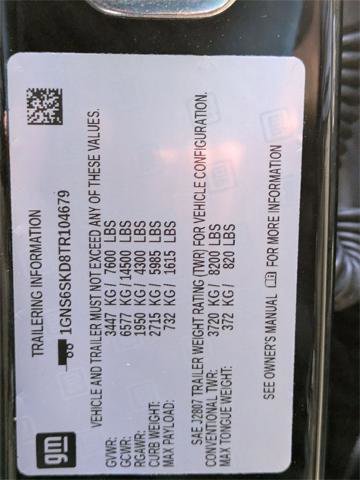 gm
TRAILERING INFORMATION
1GNS6SKD8TR104679
VEHICLE AND TRAILER MUST NOT EXCEED ANY OF THESE VALUES.
GVWR: 3447 KG / 7600 LBS
GCWR: 6577 KG / 14500 LBS
RGAWR: 1950 KG / 4300 LBS
CURB WEIGHT: 2715 KG / 5985 LBS
MAX PAYLOAD: 732 KG / 1615 LBS
SAE J2807 TRAILER WEIGHT RATING (TWR) FOR VEHICLE CONFIGURATION.
CONVENTIONAL TWR: 3720 KG / 8200 LBS
MAX TONGUE WEIGHT: 372 KG / 820 LBS
SEE OWNER'S MANUAL FOR MORE INFORMATION